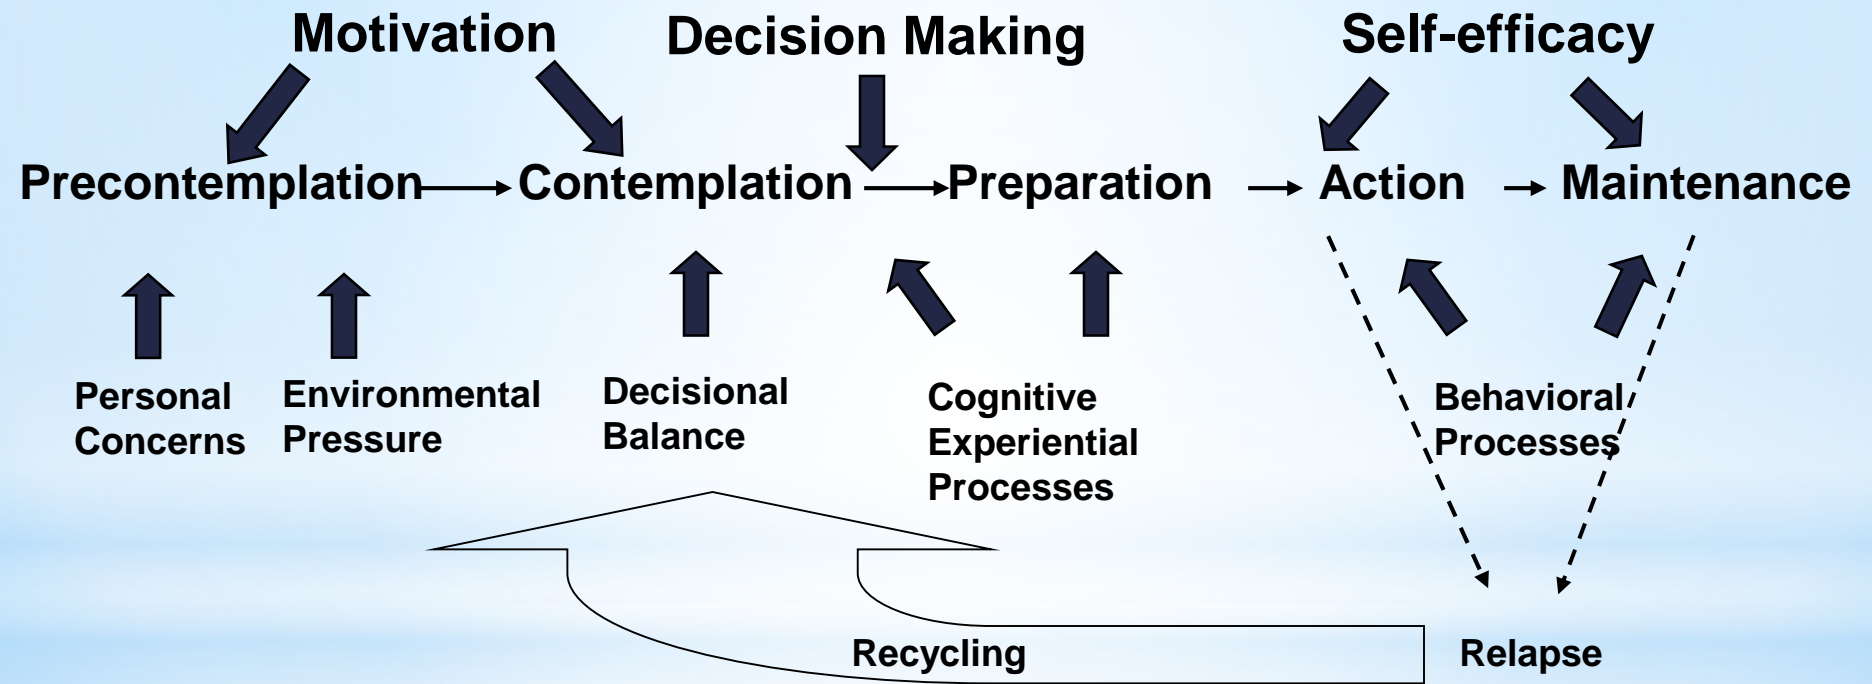 Motivation
Decision Making
Self-efficacy
Precontemplation
Contemplation
Preparation
Action
Maintenance
Personal
Concerns
Environmental
Pressure
Decisional
Balance
Cognitive
Experiential
Processes
Behavioral
Processes
Recycling
Relapse